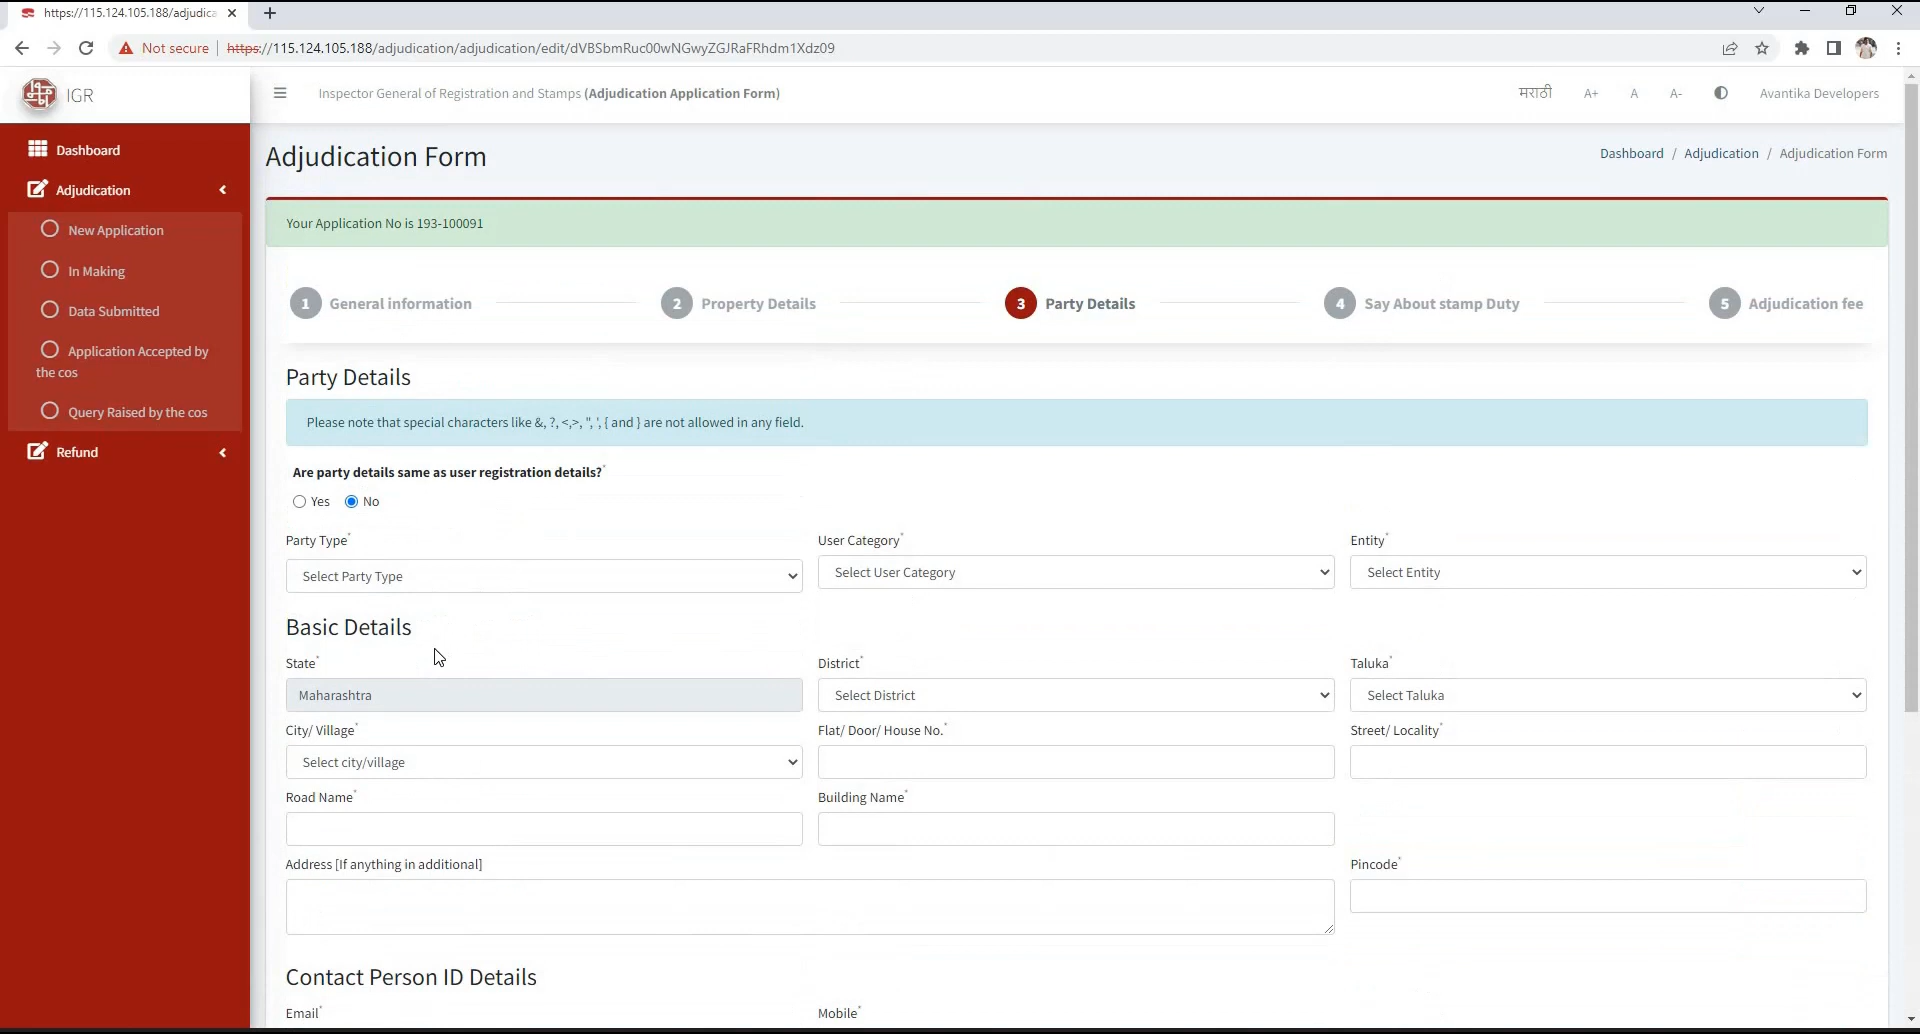 https://115.124.105.188/adjudica
Not secure
https://115.124.105.188/adjudication/adjudication/edit/dVBSbmRuc00wNGwyZGJRaFRhdm1Xdz09
IGR
Inspector General of Registration and Stamps (Adjudication Application Form)
मराठी A+ A A- Avantika Developers
Dashboard
Adjudication
New Application
In Making
Data Submitted
Application Accepted by
the cos
Query Raised by the cos
Refund
Adjudication Form
Dashboard / Adjudication / Adjudication Form
Your Application No is 193-100091
1 General information 2 Property Details 3 Party Details 4 Say About stamp Duty 5 Adjudication fee
Party Details
Please note that special characters like &, ?, <,>, ", ', { and } are not allowed in any field.
Are party details same as user registration details?*
Yes No
Party Type* User Category* Entity*
Select Party Type Select User Category Select Entity
Basic Details
State* District* Taluka*
Maharashtra Select District Select Taluka
City/ Village* Flat/ Door/ House No.* Street/ Locality*
Select city/village
Road Name* Building Name*
Address [If anything in additional] Pincode*
Contact Person ID Details
Email* Mobile*